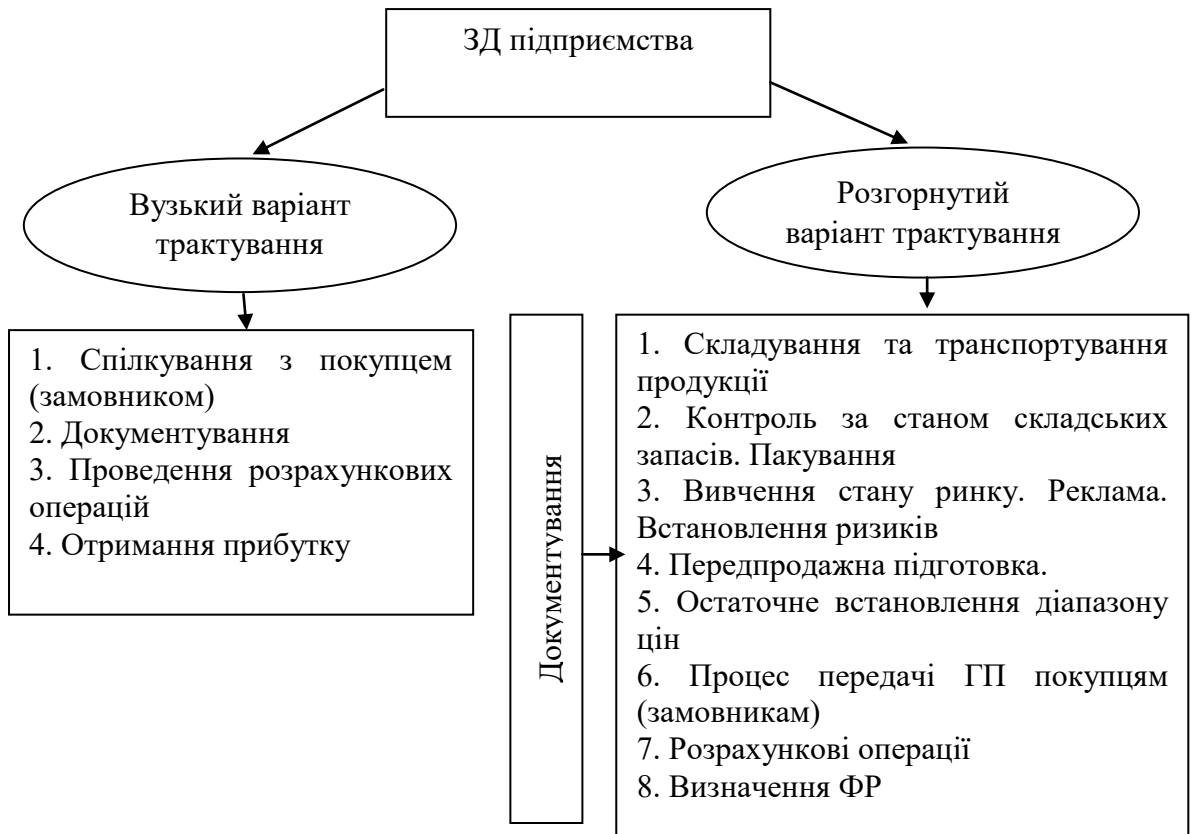 ЗД підприємства
Вузький варіант
трактування
Розгорнутий
варіант трактування
1. Спілкування з покупцем
(замовником)
2. Документування
3. Проведення розрахункових
операцій
4. Отримання прибутку
Документування
1. Складування та транспортування
продукції
2. Контроль за станом складських
запасів. Пакування
3. Вивчення стану ринку. Реклама.
Встановлення ризиків
4. Передпродажна підготовка.
5. Остаточне встановлення діапазону
цін
6. Процес передачі ГП покупцям
(замовникам)
7. Розрахункові операції
8. Визначення ФР